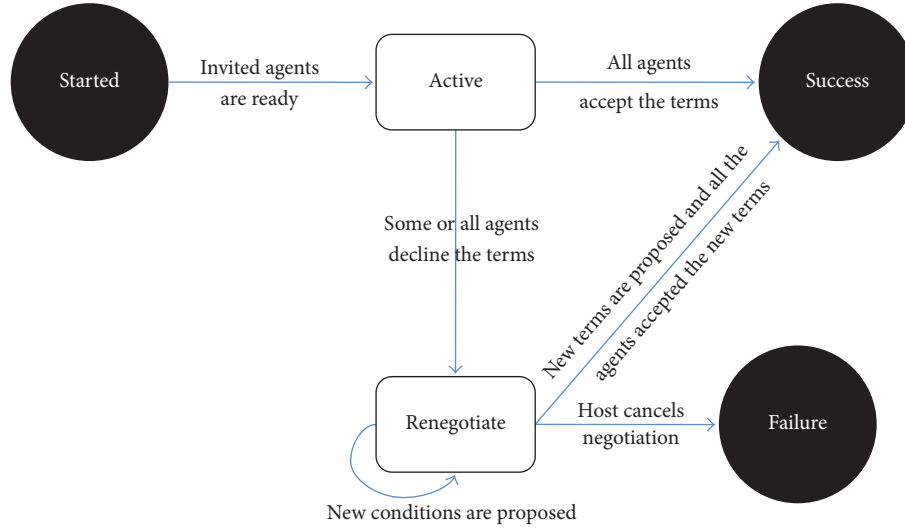 Started
Invited agents
are ready
Active
All agents
accept the terms
Success
Some or all agents
decline the terms
New terms are proposed and all the
agents accepted the new terms
Renegotiate
Host cancels
negotiation
Failure
New conditions are proposed